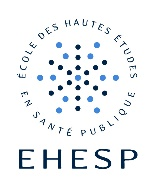 ÉCOLE DES HAUTES ÉTUDES
EN SANTÉ PUBLIQUE
EHESP